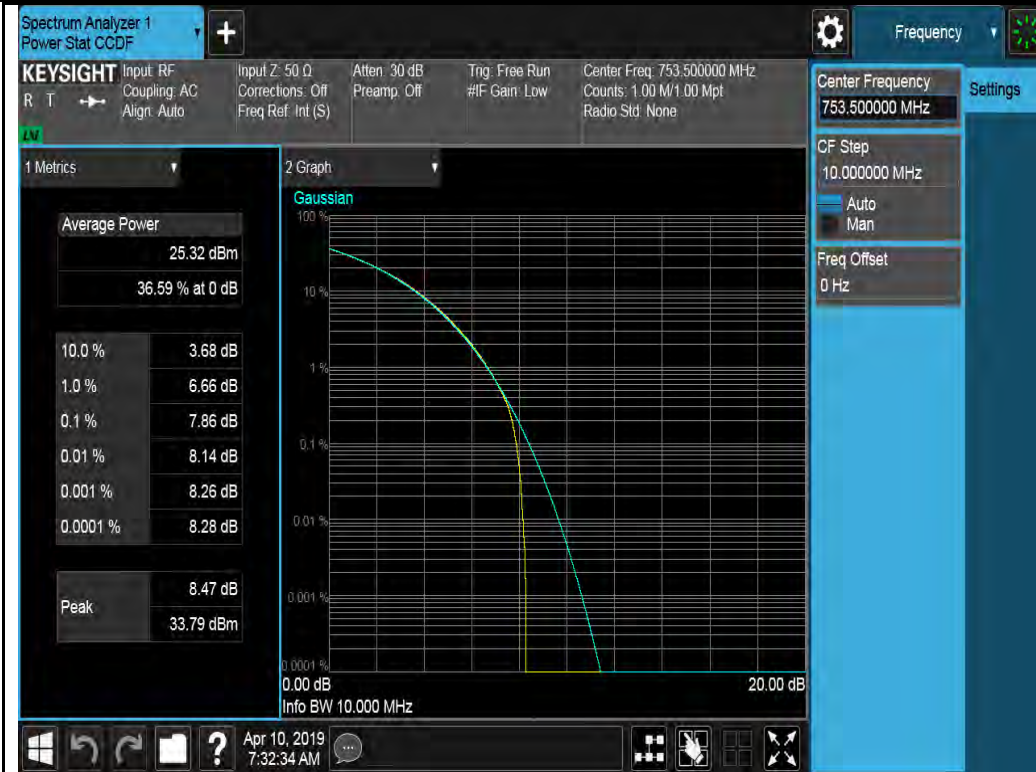 Spectrum Analyzer 1
Power Stat CCDF
+
Frequency
KEYSIGHT
R T
LM
Input: RF
Coupling: AC
Align: Auto
Input Z: 50 Ω
Corrections: Off
Freq Ref: Int (S)
Atten: 30 dB
Preamp: Off
Trig: Free Run
#IF Gain: Low
Center Freq: 753.500000 MHz
Counts: 1.00 M/1.00 Mpt
Radio Std: None
Center Frequency
753.500000 MHz
Settings
CF Step
10.000000 MHz
Auto
Man
Freq Offset
0 Hz
1 Metrics
Average Power
25.32 dBm
36.59 % at 0 dB
10.0 % 3.68 dB
1.0 % 6.66 dB
0.1 % 7.86 dB
0.01 % 8.14 dB
0.001 % 8.26 dB
0.0001 % 8.28 dB
Peak
8.47 dB
33.79 dBm
2 Graph
Gaussian
100 %
10 %
1 %
0.1 %
0.01 %
0.001 %
0.0001 %
0.00 dB 20.00 dB
Info BW 10.000 MHz
?
Apr 10, 2019
7:32:34 AM